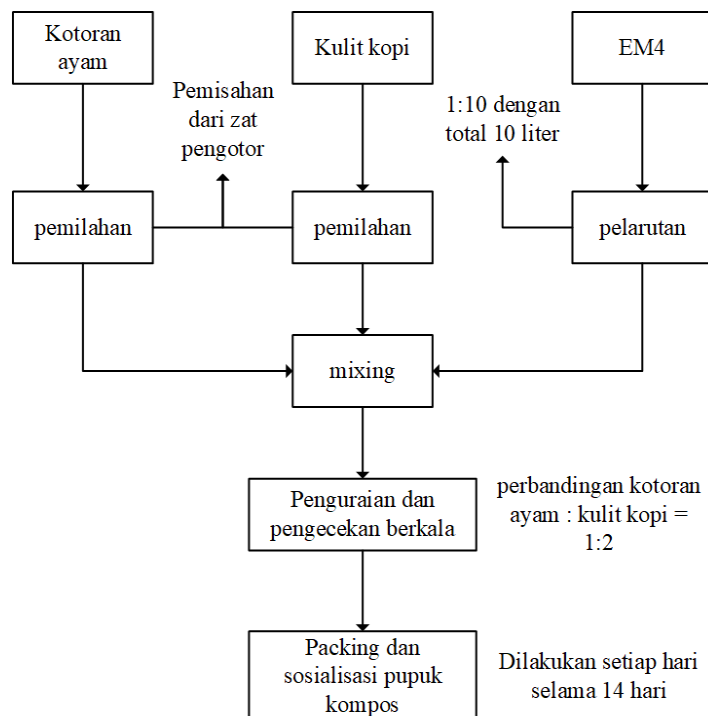 Kotoran
ayam
Kulit kopi
EM4
Pemisahan
dari zat
pengotor
1:10 dengan
total 10 liter
pemilahan
pemilahan
pelarutan
mixing
Penguraian dan
pengecekan berkala
perbandingan kotoran
ayam : kulit kopi =
1:2
Packing dan
sosialisasi pupuk
kompos
Dilakukan setiap hari
selama 14 hari